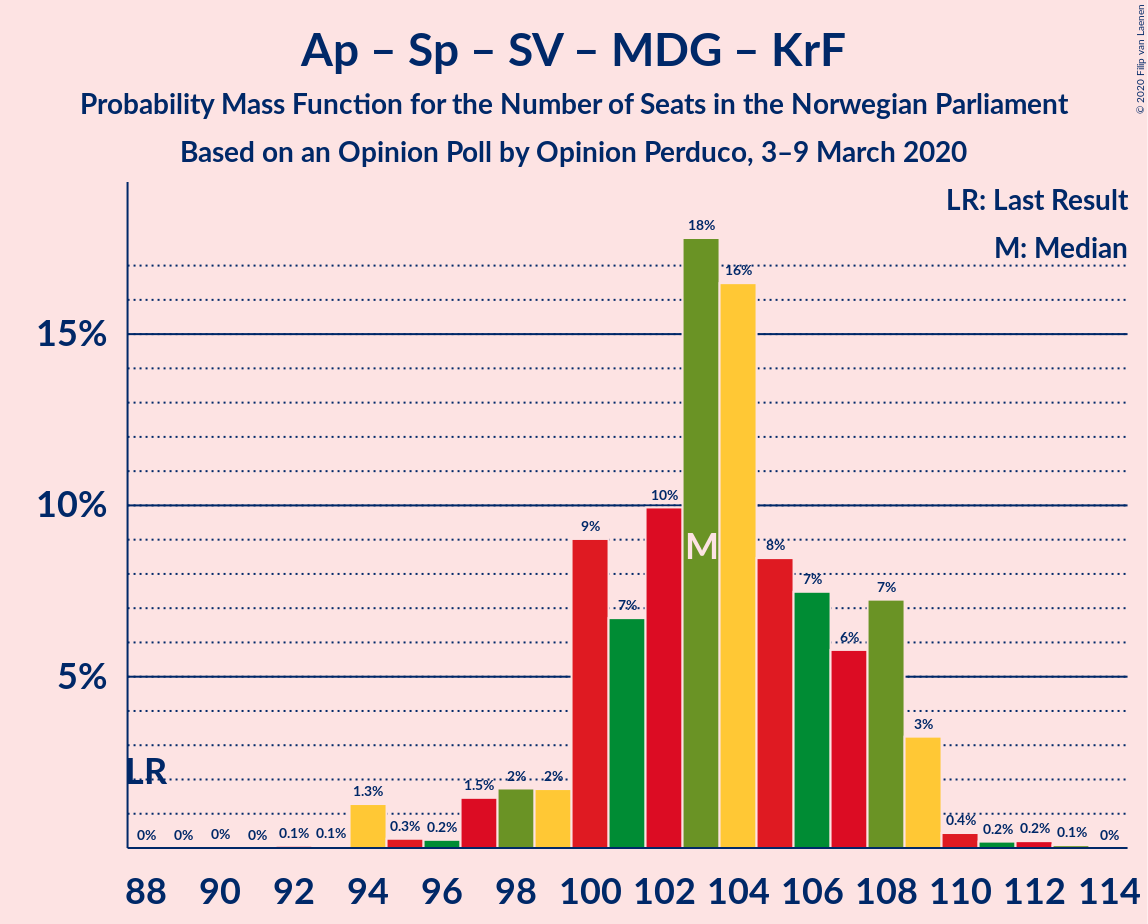 Ap – Sp – SV – MDG – KrF
Probability Mass Function for the Number of Seats in the Norwegian Parliament
Based on an Opinion Poll by Opinion Perduco, 3–9 March 2020
© 2020 Filip van Laenen
LR: Last Result
M: Median
15%
10%
5%
LR
M
0% 0% 0% 0% 0.1% 0.1% 1.3% 0.3% 0.2% 1.5% 2% 2% 9% 7% 10% 18% 16% 8% 7% 6% 7% 3% 0.4% 0.2% 0.2% 0.1% 0%
88 90 92 94 96 98 100 102 104 106 108 110 112 114